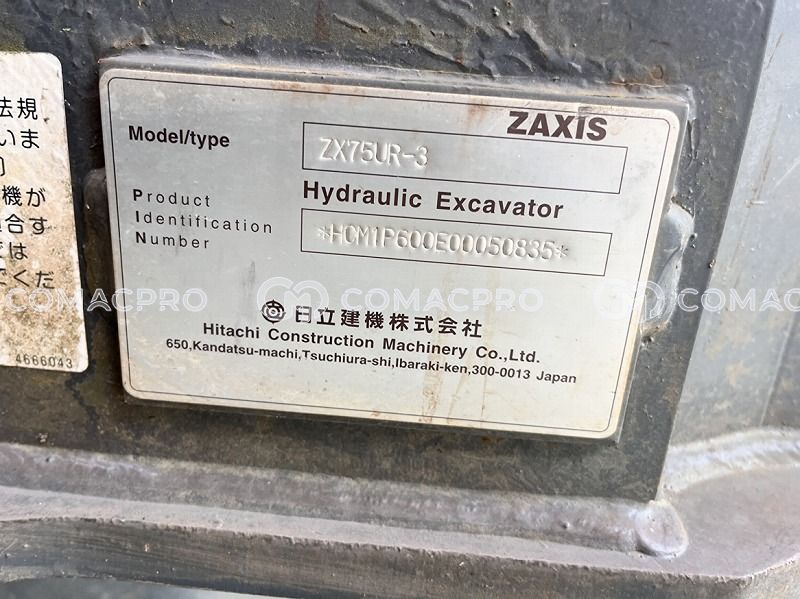 法規
いま
機が
合す
では
くだ
4666043
ZAXIS
Model/type
ZX75UR-3
Hydraulic Excavator
Product
Identification
Number
*HCM1P600E00050835*
日立建機株式会社
Hitachi Construction Machinery Co.,Ltd.
650,Kandatsu-machi,Tsuchiura-shi,Ibaraki-ken,300-0013 Japan
COMACPRO COMACPRO COMACPRO